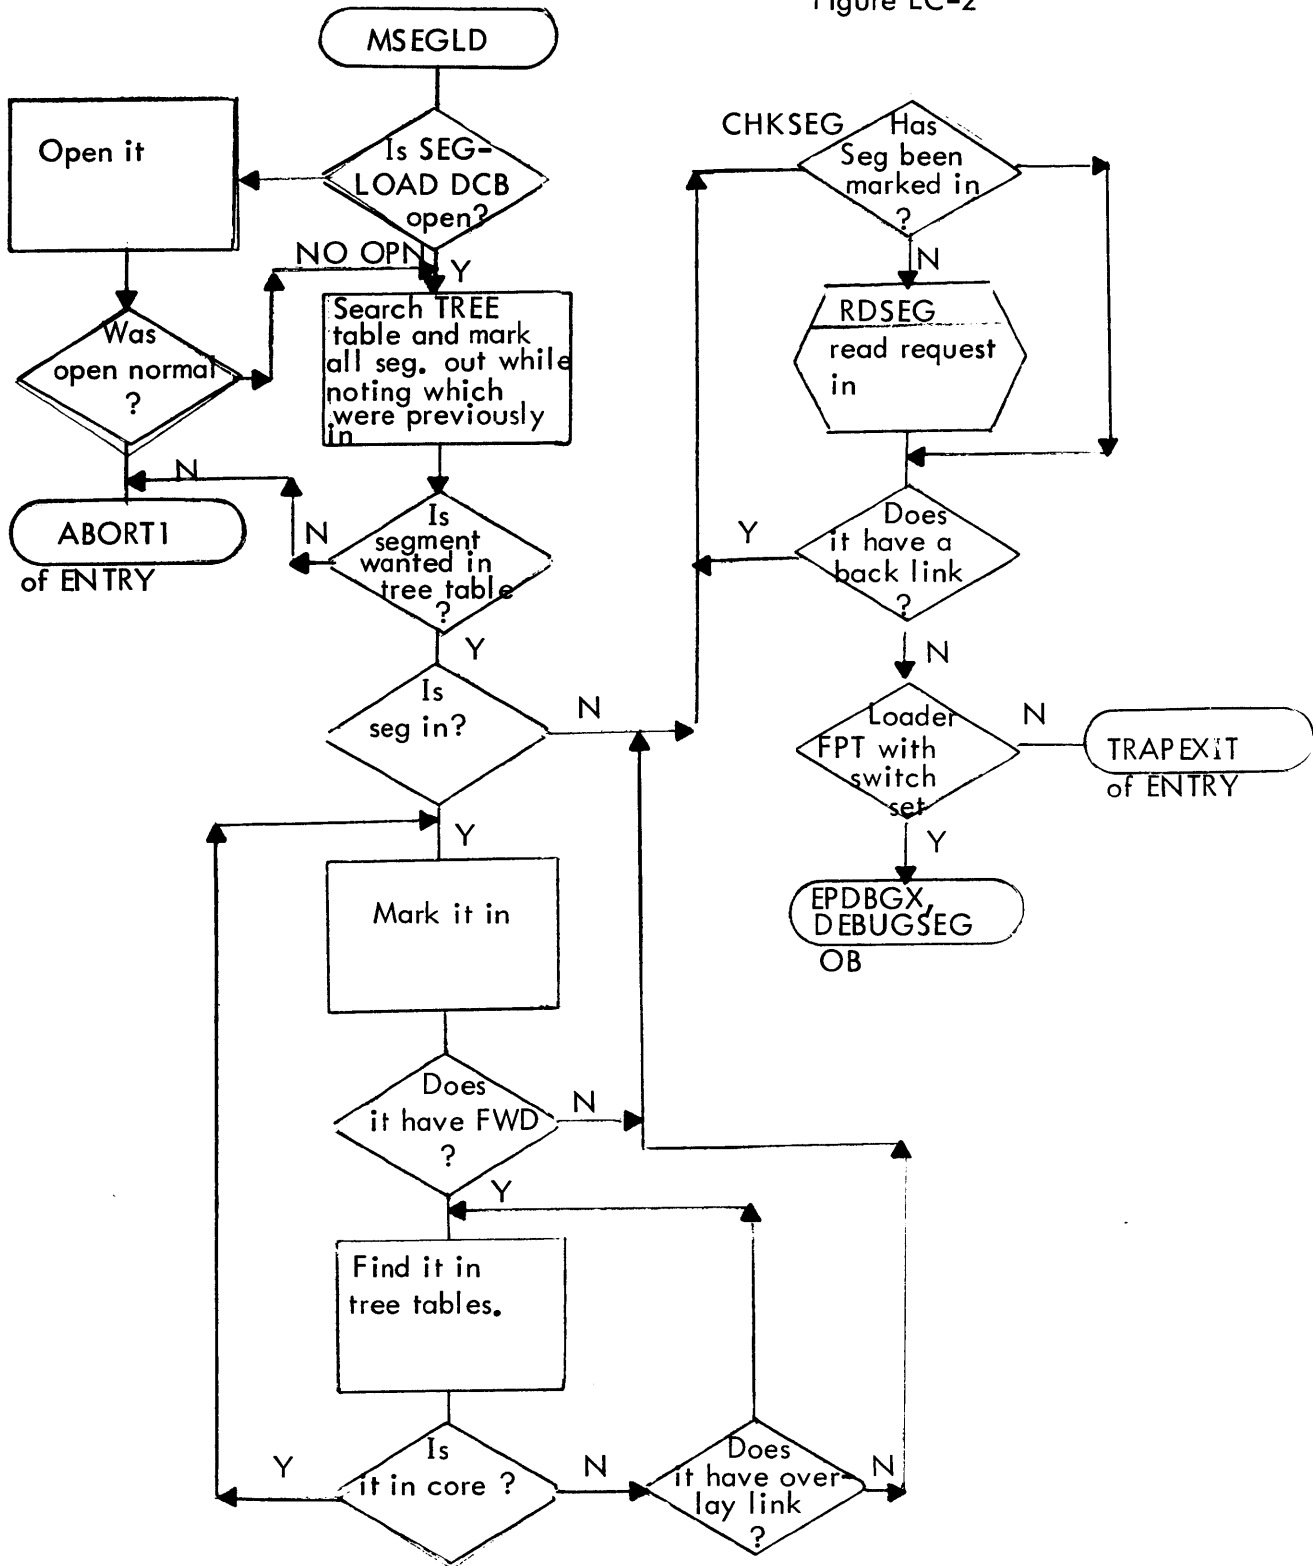 Figure EC-2
MSEGLD
Is SEG-
LOAD DCB
open?
Open it
NO OPN
Y
Was
open normal
?
N
ABORT1
of ENTRY
Search TREE
table and mark
all seg. out while
noting which
were previously
in
N
Is
segment
wanted in
tree table
?
Y
Is
seg in?
N
Y
Mark it in
Does
it have FWD
?
N
Y
Find it in
tree tables.
Is
it in core ?
Y
N
Does
it have over-
lay link
?
N
CHKSEG
Has
Seg been
marked in
?
N
RDSEG
read request
in
Does
it have a
back link
?
Y
N
Loader
FPT with
switch
set
N
TRAPEXIT
of ENTRY
Y
EPDBGX,
DEBUGSEG
OB